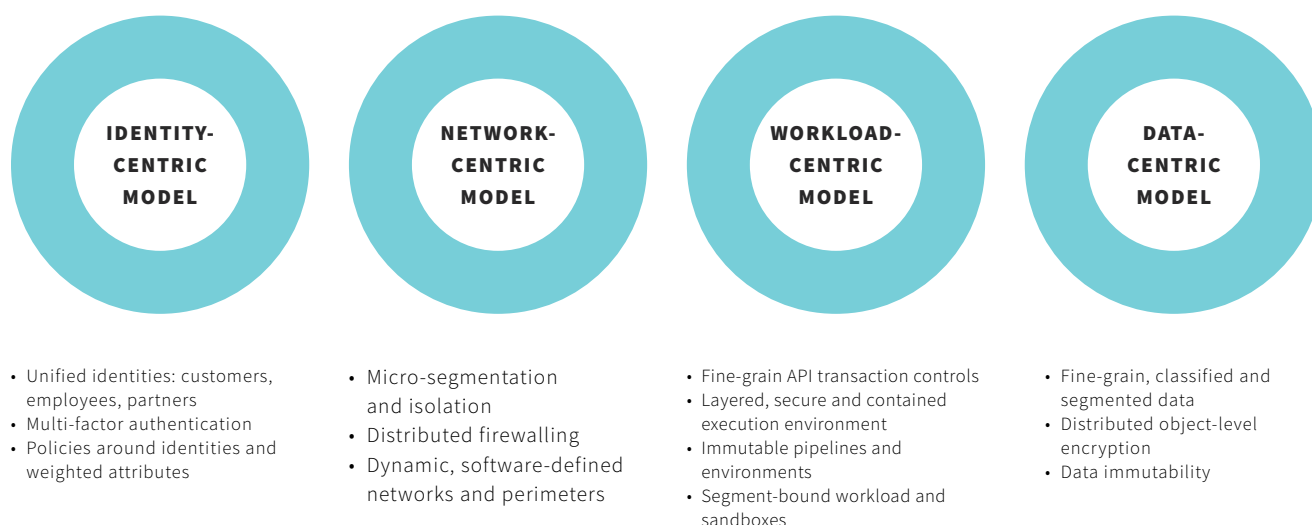 IDENTITY-
CENTRIC
MODEL
NETWORK-
CENTRIC
MODEL
WORKLOAD-
CENTRIC
MODEL
DATA-
CENTRIC
MODEL
• Unified identities: customers,
employees, partners
• Multi-factor authentication
• Policies around identities and
weighted attributes
• Micro-segmentation
and isolation
• Distributed firewalling
• Dynamic, software-defined
networks and perimeters
• Fine-grain API transaction controls
• Layered, secure and contained
execution environment
• Immutable pipelines and
environments
• Segment-bound workload and
sandboxes
• Fine-grain, classified and
segmented data
• Distributed object-level
encryption
• Data immutability